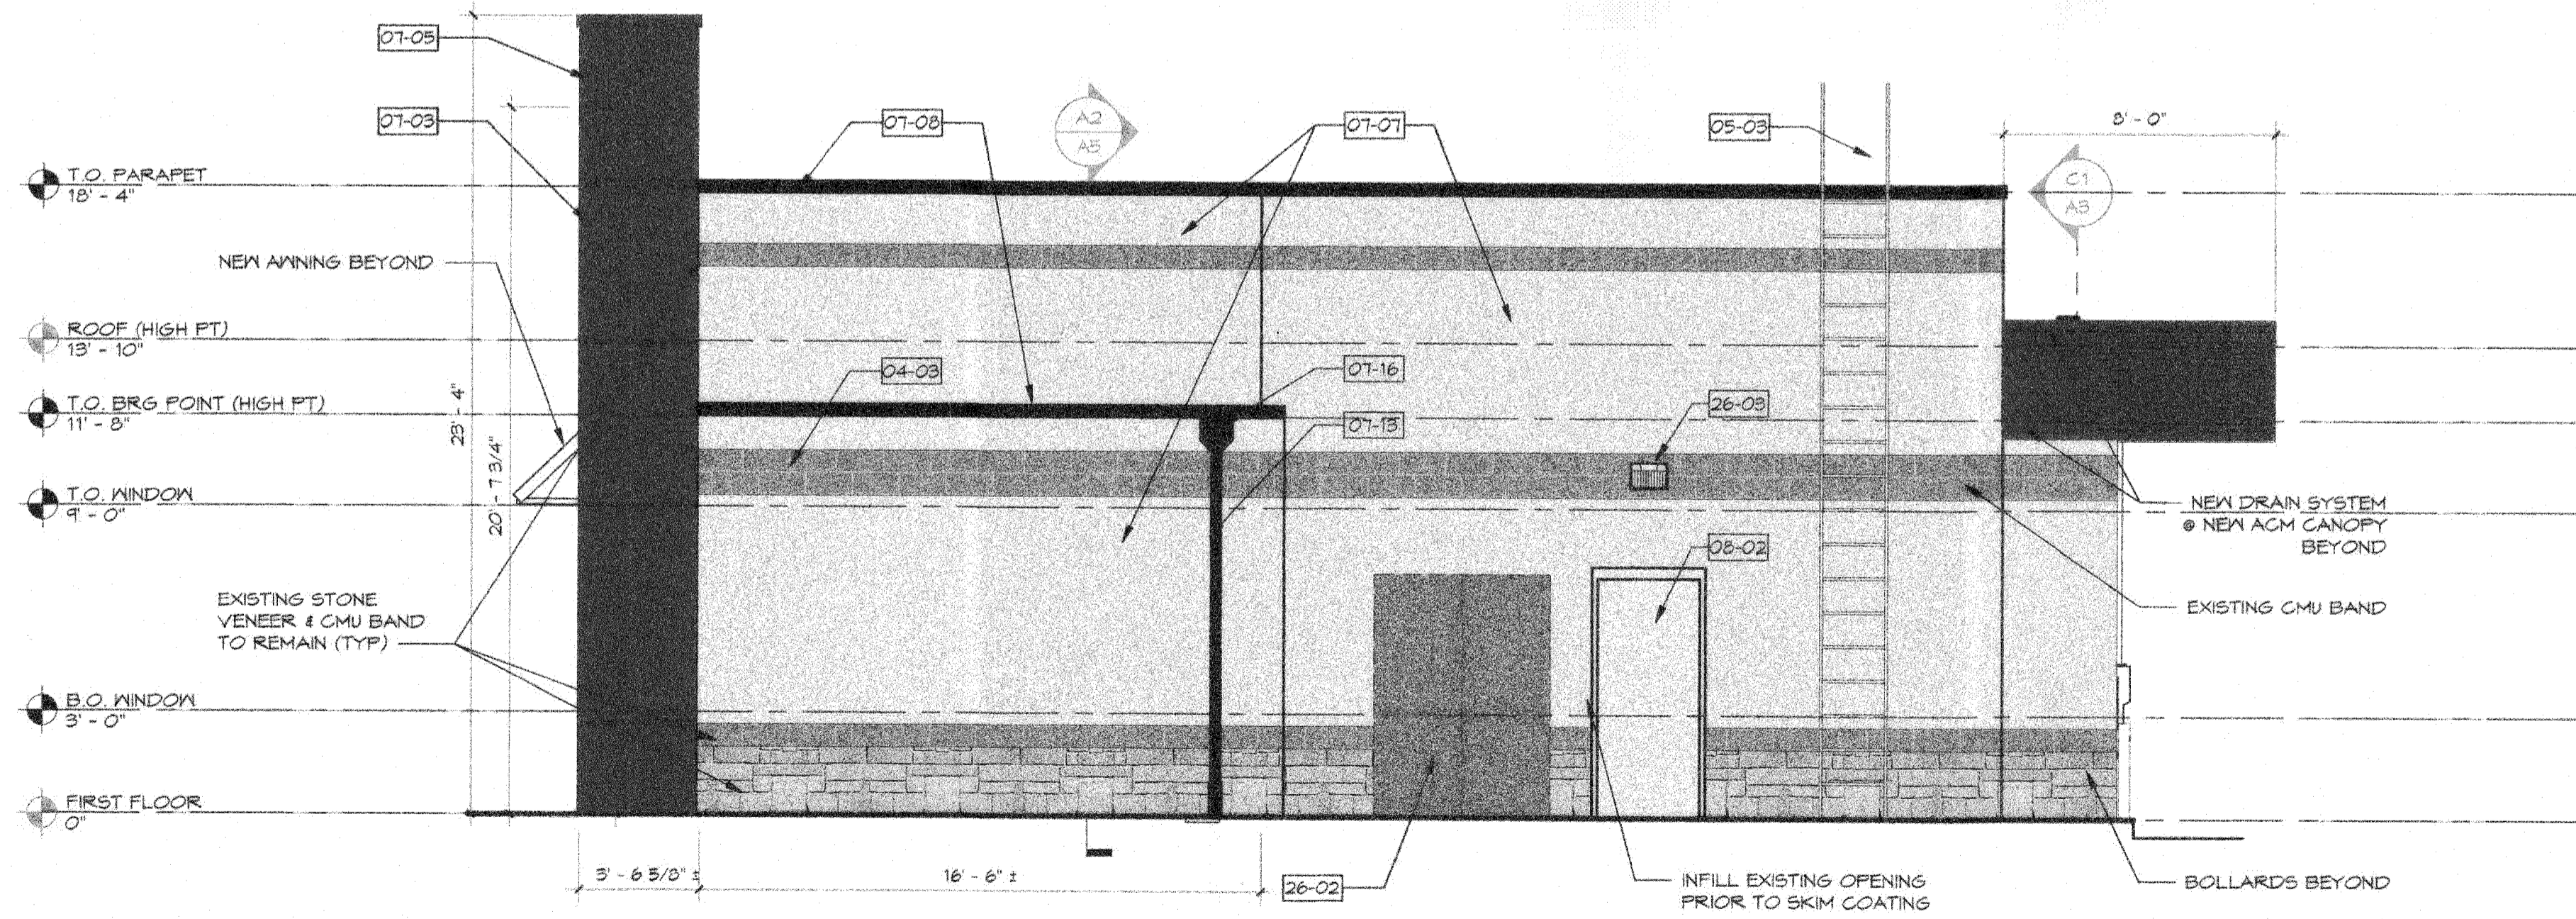 07-05
07-03
07-08
A2
A5
07-07
05-03
8' - 0"
C1
A3
T.O. PARAPET
18' - 4"
NEW AWNING BEYOND
ROOF (HIGH PT)
13' - 10"
04-03
07-16
26-03
T.O. BRG POINT (HIGH PT)
11' - 8"
23' - 4"
07-13
20' - 7 3/4"
T.O. WINDOW
9' - 0"
NEW DRAIN SYSTEM
@ NEW ACM CANOPY
BEYOND
08-02
EXISTING STONE
VENEER & CMU BAND
TO REMAIN (TYP)
EXISTING CMU BAND
B.O. WINDOW
3' - 0"
FIRST FLOOR
0"
3' - 6 5/8" ±
16' - 6" ±
26-02
INFILL EXISTING OPENING
PRIOR TO SKIM COATING
BOLLARDS BEYOND